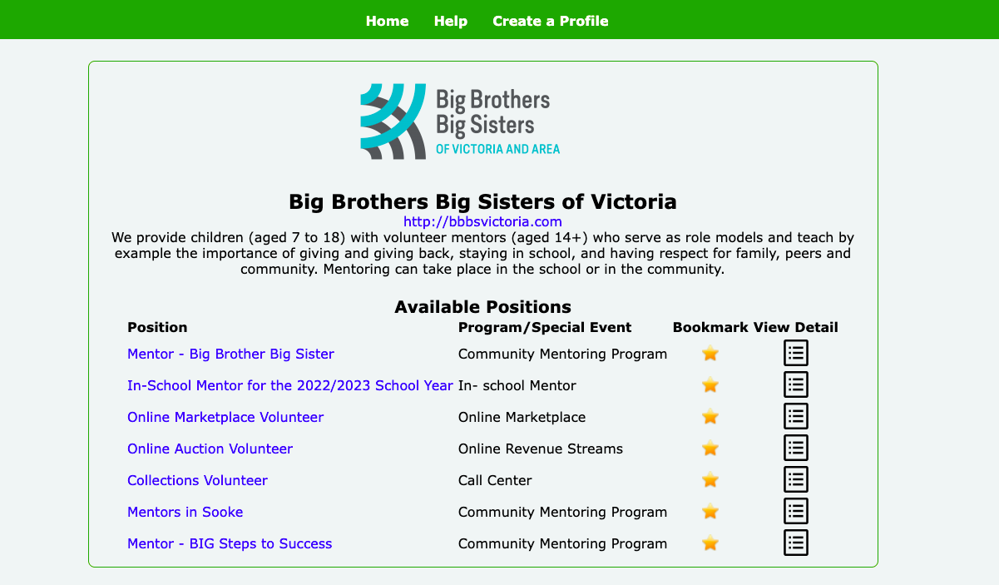 Home Help Create a Profile
Big Brothers
Big Sisters
OF VICTORIA AND AREA
Big Brothers Big Sisters of Victoria
http://bbbsvictoria.com
We provide children (aged 7 to 18) with volunteer mentors (aged 14+) who serve as role models and teach by
example the importance of giving and giving back, staying in school, and having respect for family, peers and
community. Mentoring can take place in the school or in the community.
Available Positions
Position Program/Special Event Bookmark View Detail
Mentor - Big Brother Big Sister Community Mentoring Program
In-School Mentor for the 2022/2023 School Year In- school Mentor
Online Marketplace Volunteer Online Marketplace
Online Auction Volunteer Online Revenue Streams
Collections Volunteer Call Center
Mentors in Sooke Community Mentoring Program
Mentor - BIG Steps to Success Community Mentoring Program